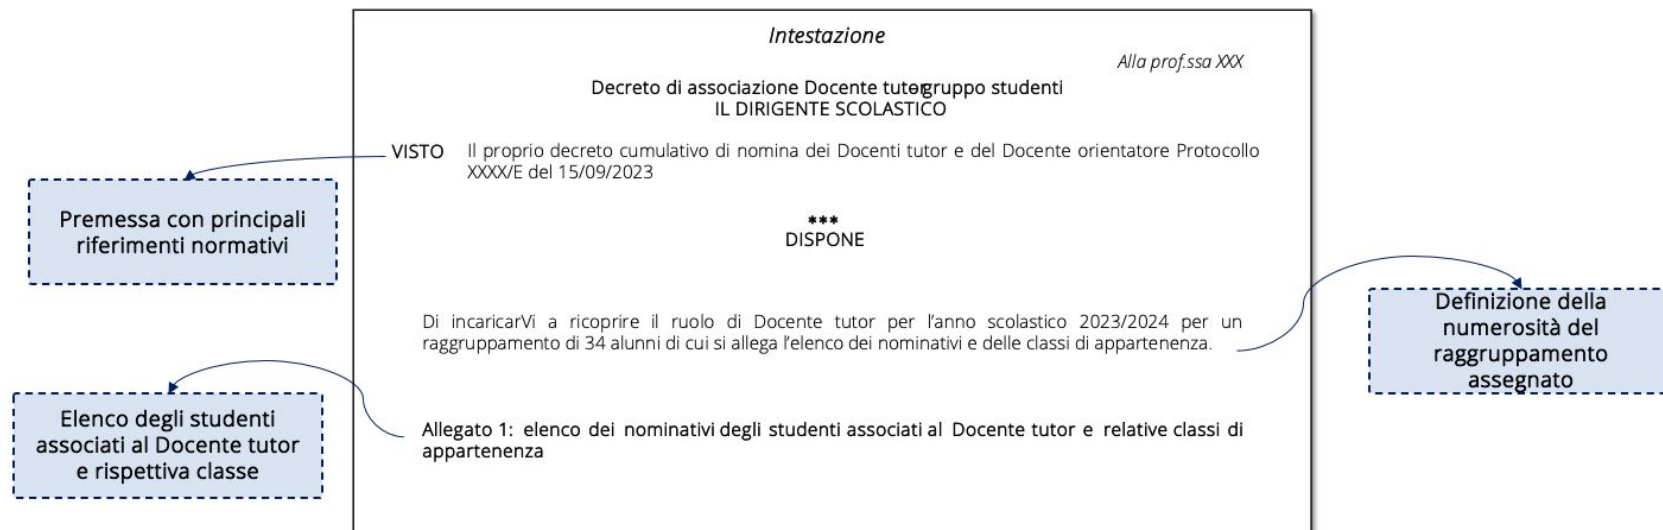 Intestazione
Alla prof.ssa XXX
Decreto di associazione Docente tutor-gruppo studenti
IL DIRIGENTE SCOLASTICO
VISTO Il proprio decreto cumulativo di nomina dei Docenti tutor e del Docente orientatore Protocollo
XXXX/E del 15/09/2023
Premessa con principali
riferimenti normativi
***
DISPONE
Di incaricarVi a ricoprire il ruolo di Docente tutor per l’anno scolastico 2023/2024 per un
raggruppamento di 34 alunni di cui si allega l’elenco dei nominativi e delle classi di appartenenza.
Definizione della
numerosità del
raggruppamento
assegnato
Elenco degli studenti
associati al Docente tutor
e rispettiva classe
Allegato 1: elenco dei nominativi degli studenti associati al Docente tutor e relative classi di
appartenenza